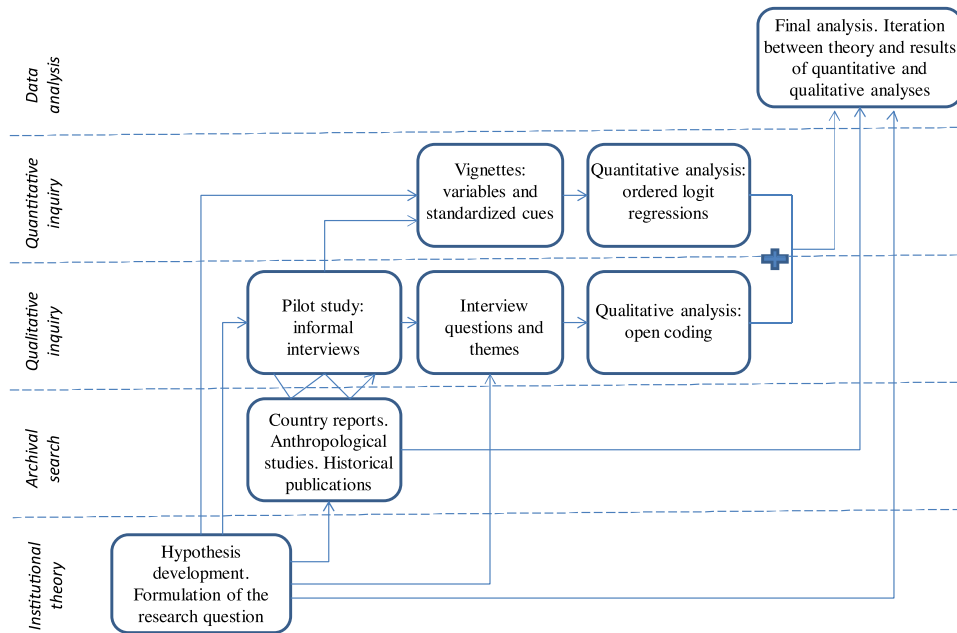 Data
analysis
Final analysis. Iteration
between theory and results
of quantitative and
qualitative analyses
Quantitative
inquiry
Vignettes:
variables and
standardized cues
Quantitative analysis:
ordered logit
regressions
Qualitative
inquiry
Pilot study:
informal
interviews
Interview
questions and
themes
Qualitative analysis:
open coding
Archival
search
Country reports.
Anthropological
studies. Historical
publications
Institutional
theory
Hypothesis
development.
Formulation of the
research question